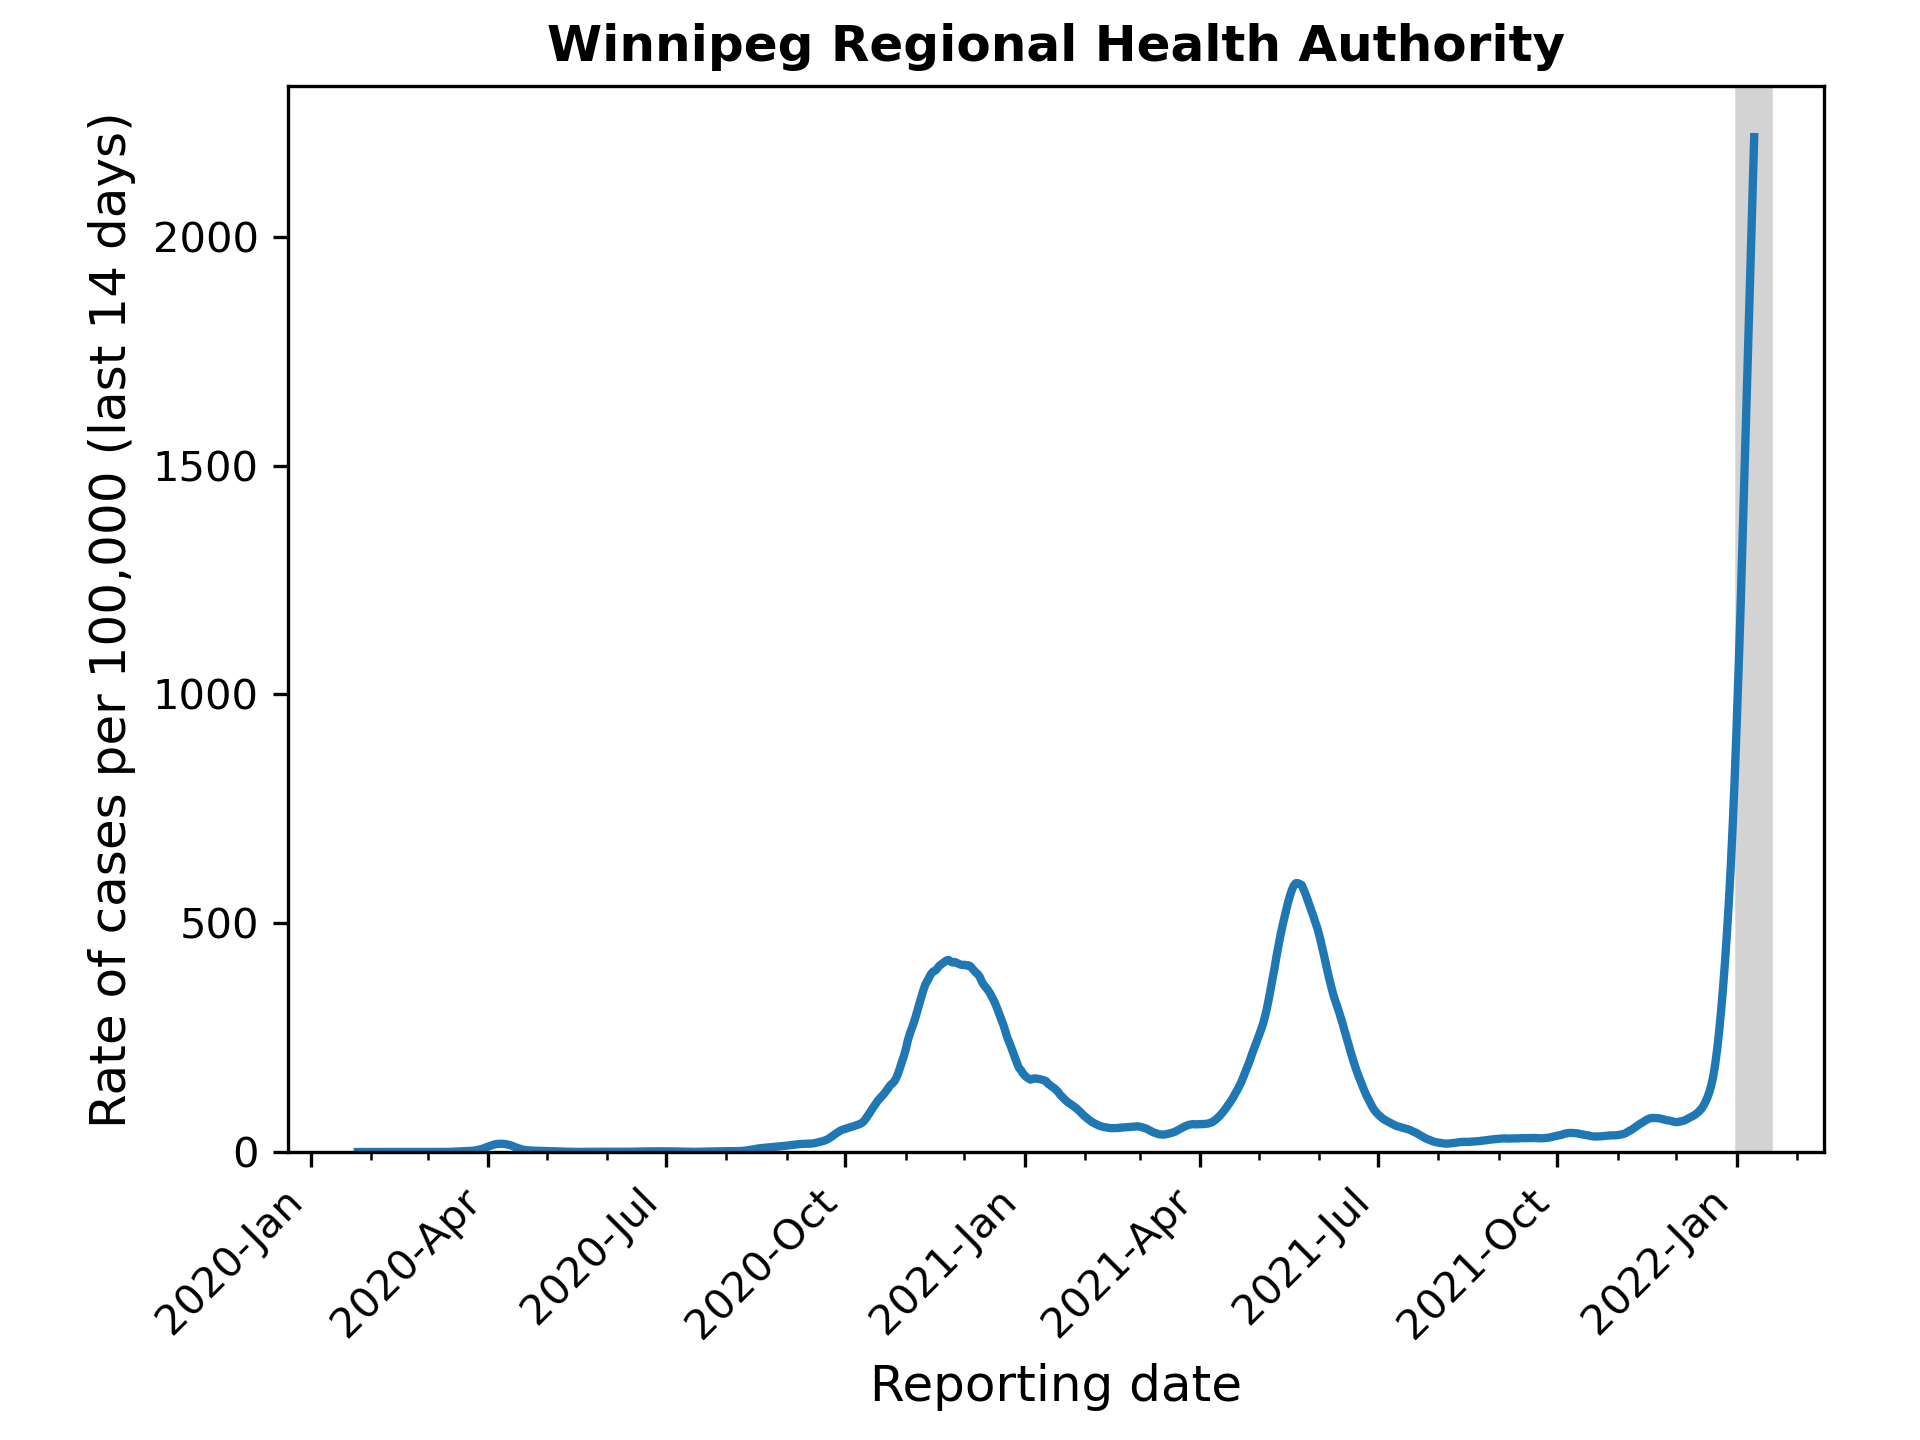 Winnipeg Regional Health Authority
Rate of cases per 100,000 (last 14 days)
2000
1500
1000
500
0
2020-Jan
2020-Apr
2020-Jul
2020-Oct
2021-Jan
2021-Apr
2021-Jul
2021-Oct
2022-Jan
Reporting date